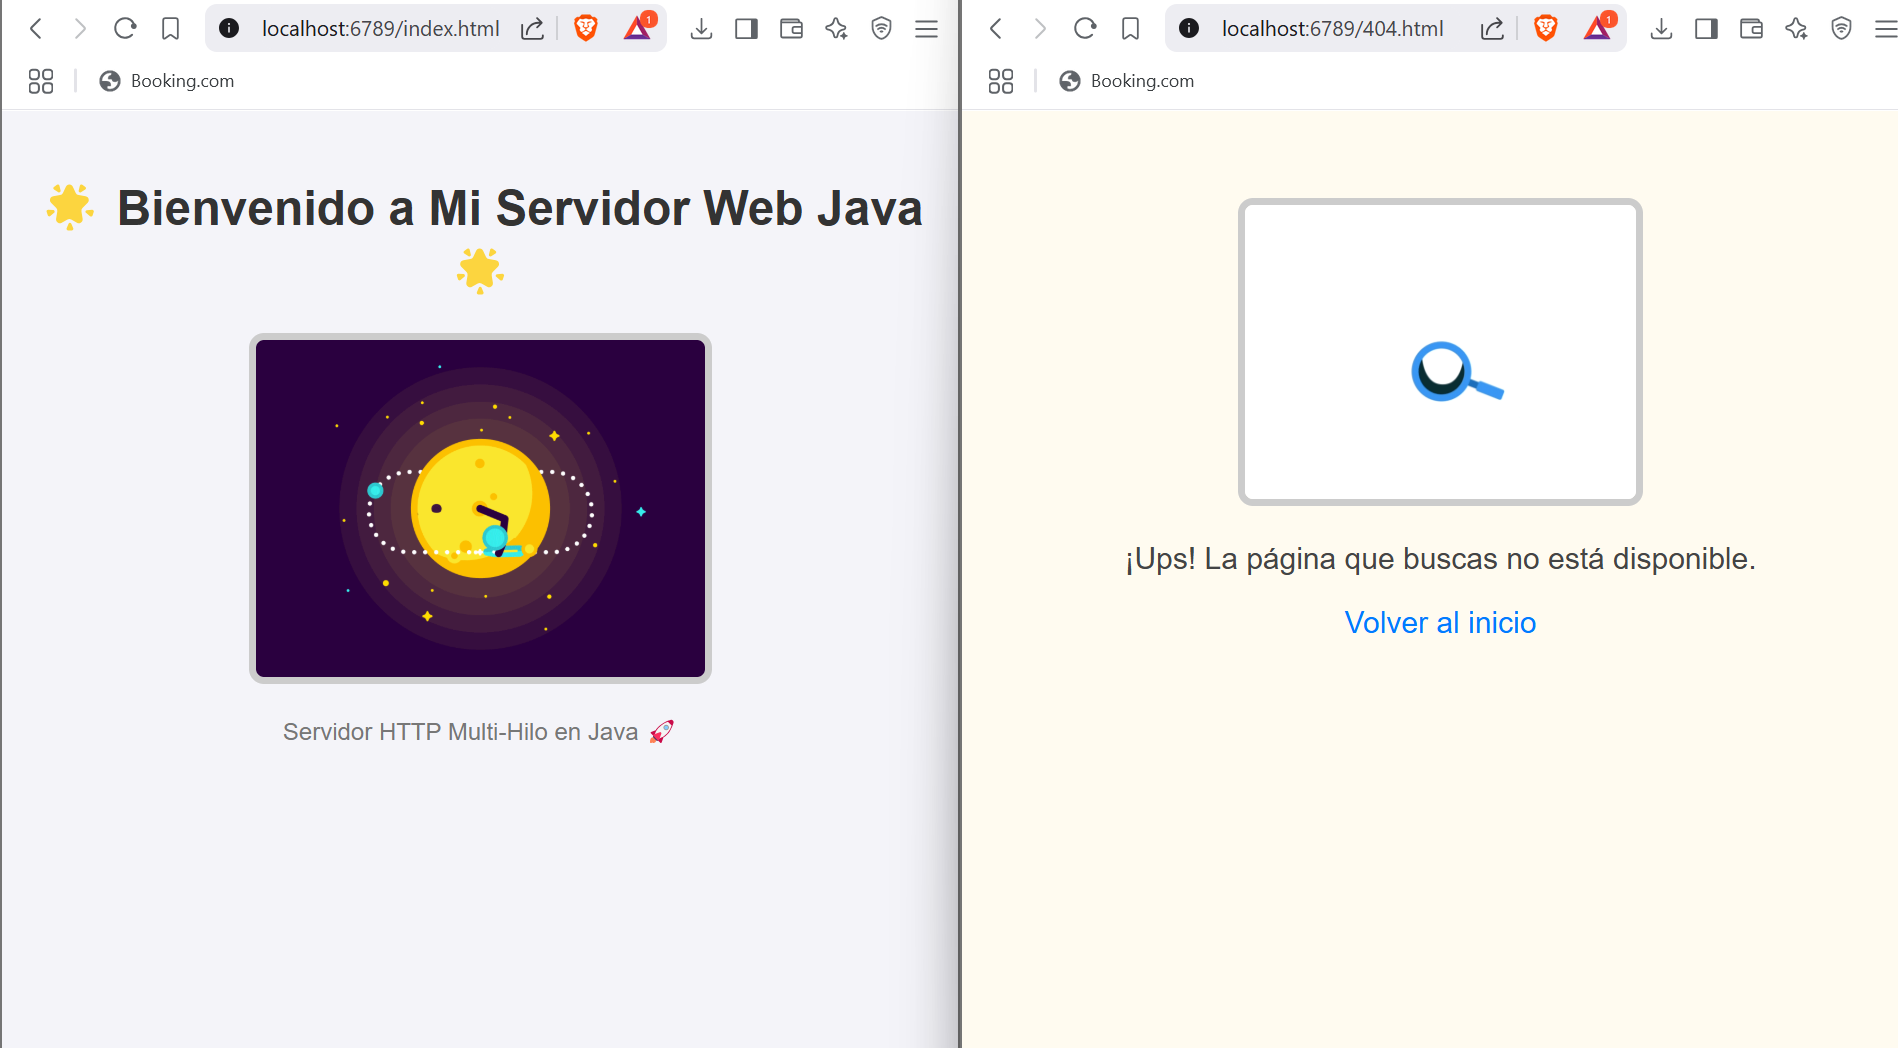 localhost:6789/index.html
1
Booking.com
🌟 Bienvenido a Mi Servidor Web Java
🌟
Servidor HTTP Multi-Hilo en Java 🚀
localhost:6789/404.html
1
Booking.com
¡Ups! La página que buscas no está disponible.
Volver al inicio